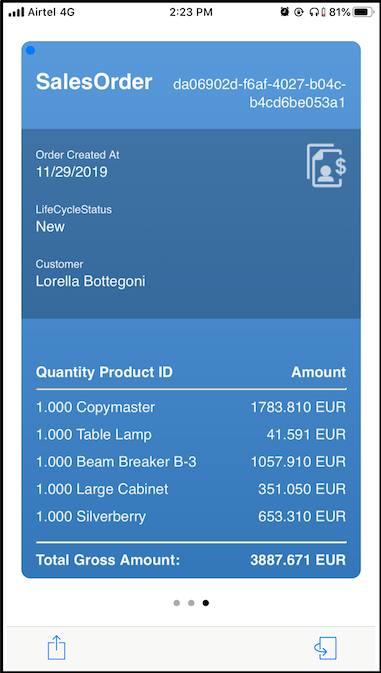 Airtel 4G 2:23 PM 81%
SalesOrder da06902d-f6af-4027-b04c-
b4cd6be053a1
Order Created At
11/29/2019
$
LifeCycleStatus
New
Customer
Lorella Bottegoni
Quantity Product ID Amount
1.000 Copymaster 1783.810 EUR
1.000 Table Lamp 41.591 EUR
1.000 Beam Breaker B-3 1057.910 EUR
1.000 Large Cabinet 351.050 EUR
1.000 Silverberry 653.310 EUR
Total Gross Amount: 3887.671 EUR